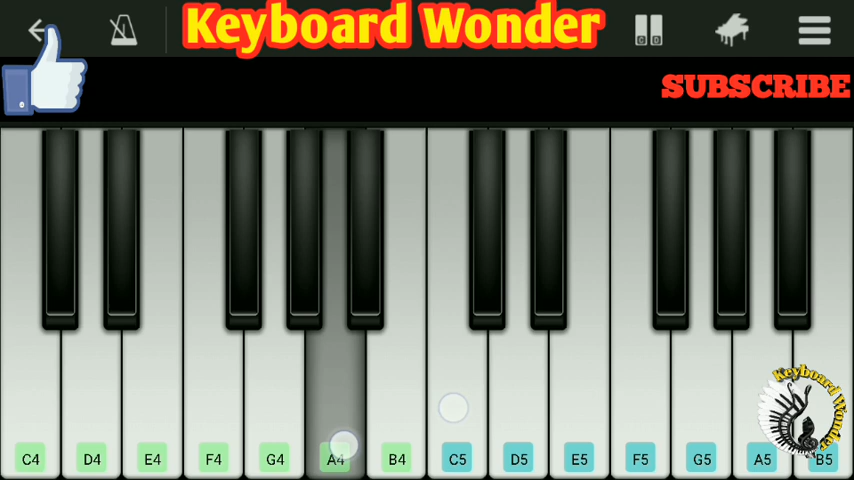 Keyboard Wonder
C D
SUBSCRIBE
Keyboard Wonder
C4 D4 E4 F4 G4 A4 B4 C5 D5 E5 F5 G5 A5 B5